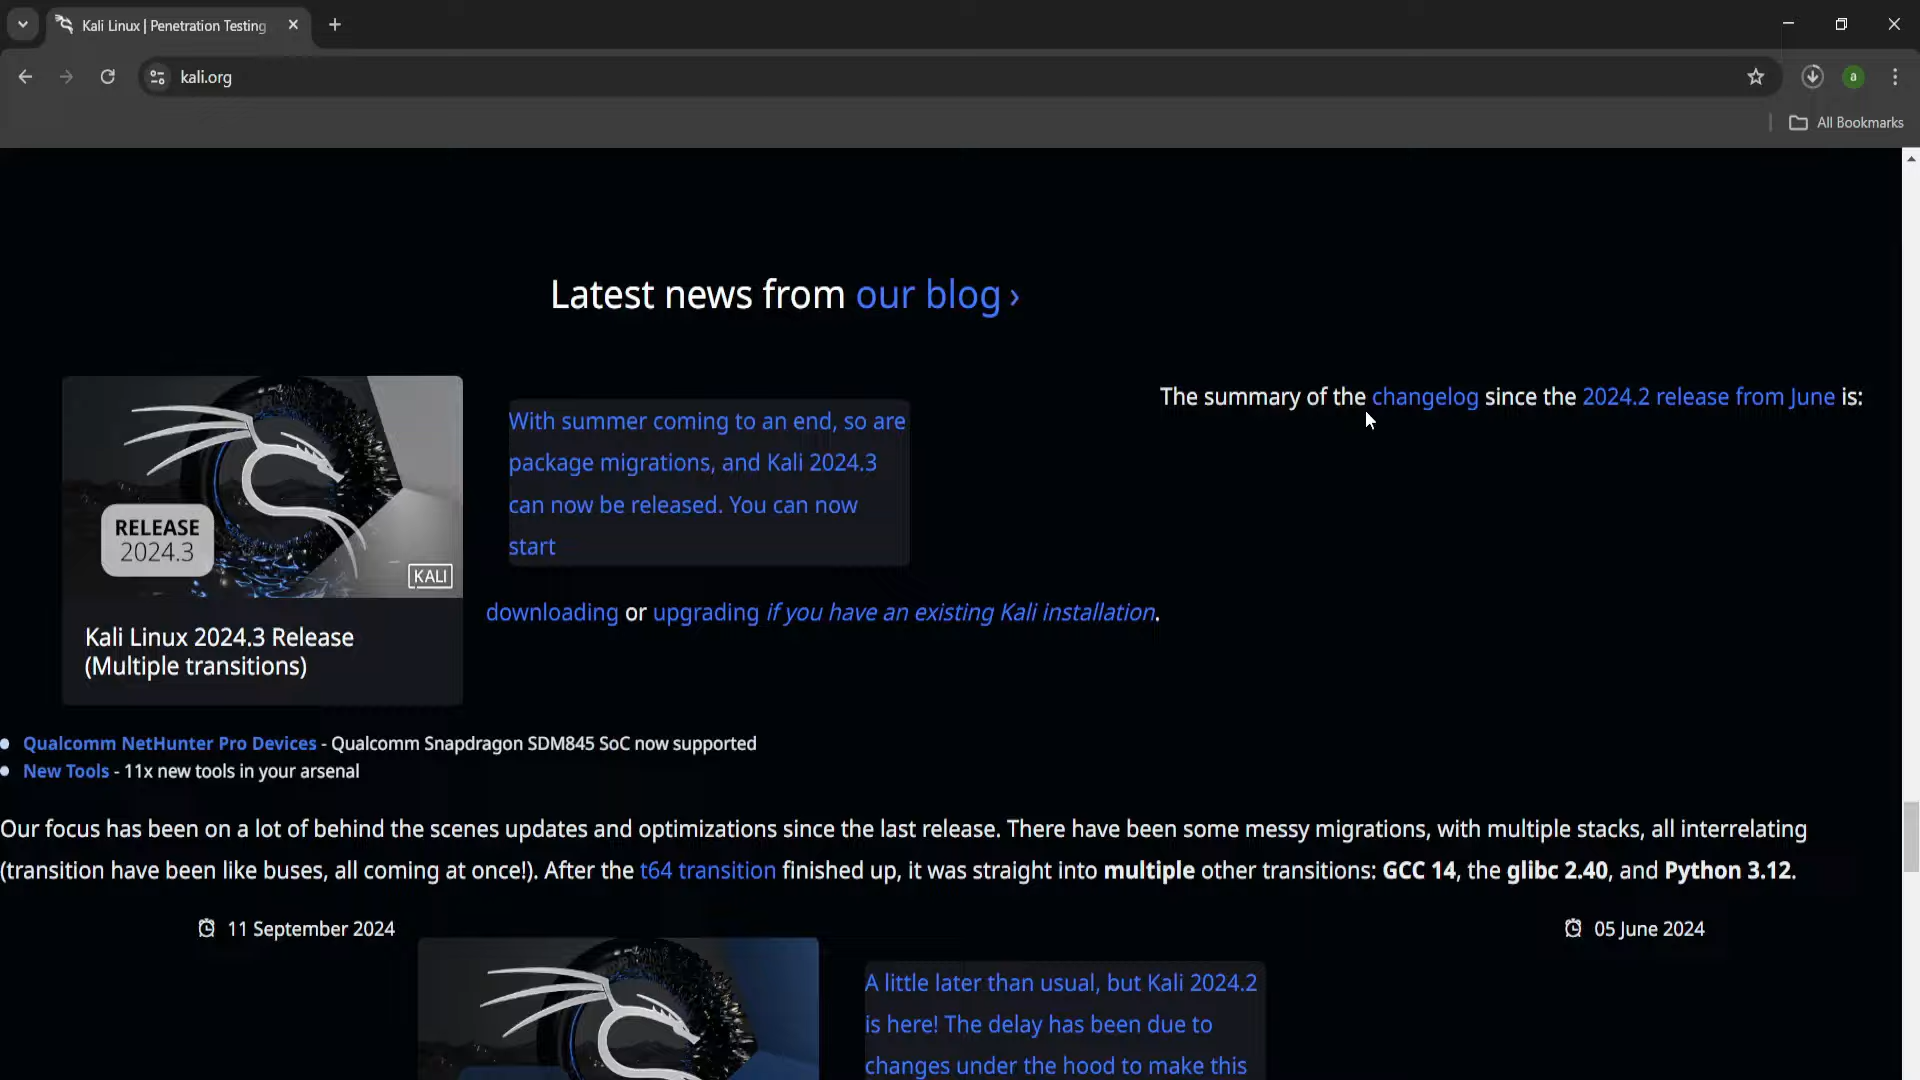 Kali Linux | Penetration Testing
kali.org
a
All Bookmarks
Latest news from our blog ›
The summary of the changelog since the 2024.2 release from June is:
With summer coming to an end, so are
package migrations, and Kali 2024.3
can now be released. You can now
start
RELEASE
2024.3
KALI
downloading or upgrading if you have an existing Kali installation.
Kali Linux 2024.3 Release
(Multiple transitions)
Qualcomm NetHunter Pro Devices - Qualcomm Snapdragon SDM845 SoC now supported
New Tools - 11x new tools in your arsenal
Our focus has been on a lot of behind the scenes updates and optimizations since the last release. There have been some messy migrations, with multiple stacks, all interrelating
(transition have been like buses, all coming at once!). After the t64 transition finished up, it was straight into multiple other transitions: GCC 14, the glibc 2.40, and Python 3.12.
11 September 2024
05 June 2024
A little later than usual, but Kali 2024.2
is here! The delay has been due to
changes under the hood to make this